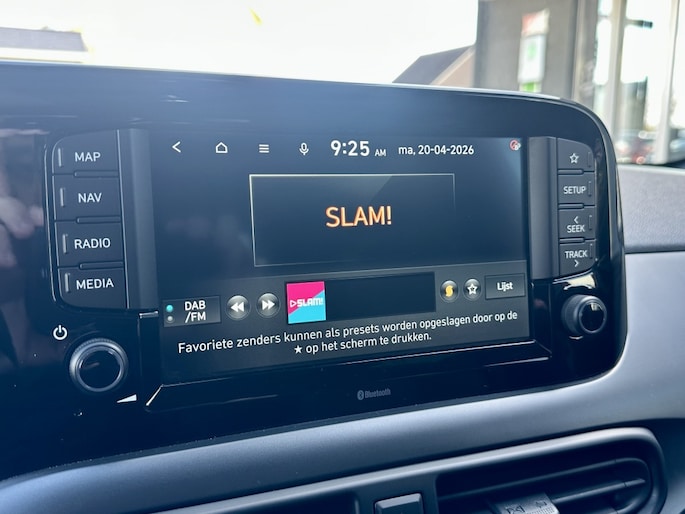 MAP
NAV
RADIO
MEDIA
9:25 AM ma, 20-04-2026
SLAM!
DAB
/FM
SLAM!
Lijst
Favoriete zenders kunnen als presets worden opgeslagen door op de
★ op het scherm te drukken.
SETUP
< SEEK
TRACK >
Bluetooth